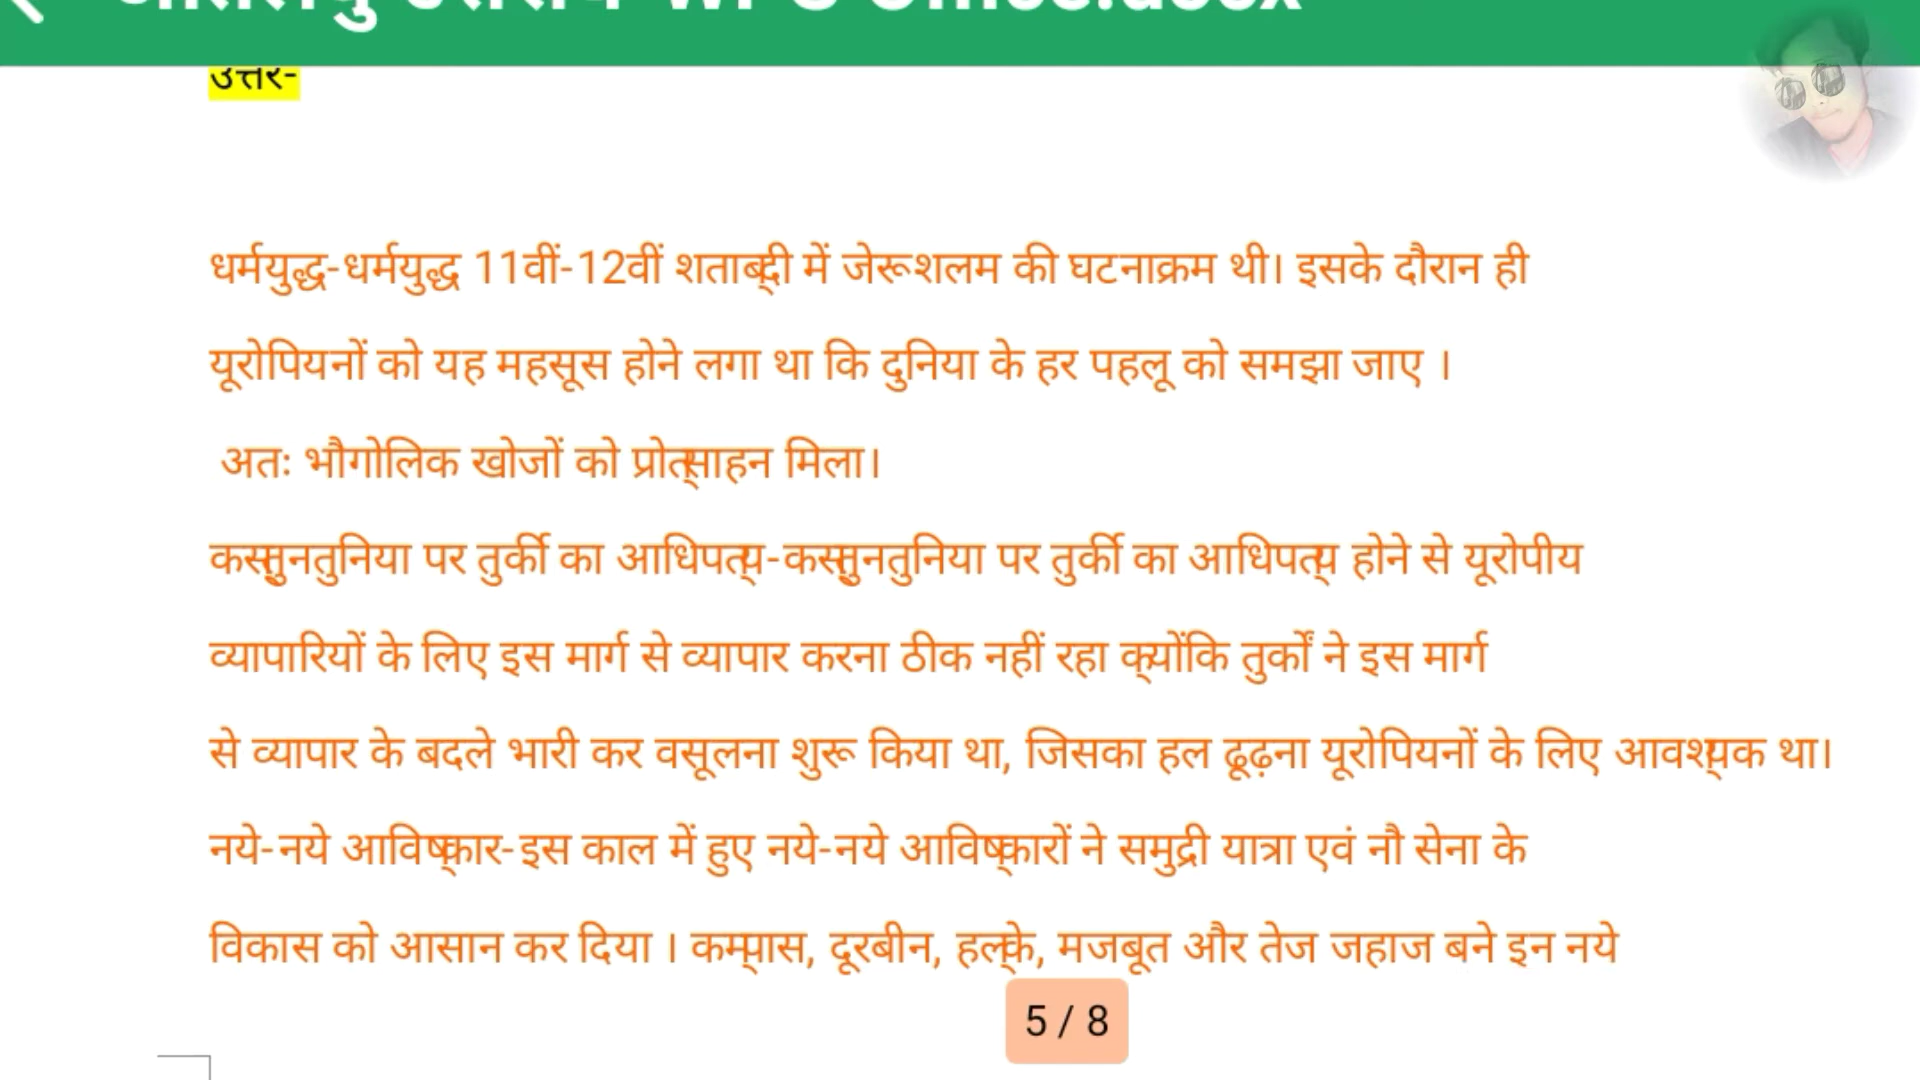 Office.docx
उत्तर-
धर्मयुद्ध-धर्मयुद्ध 11वीं-12वीं शताब्दी में जेरूशलम की घटनाक्रम थी। इसके दौरान ही
यूरोपियनों को यह महसूस होने लगा था कि दुनिया के हर पहलू को समझा जाए ।
अतः भौगोलिक खोजों को प्रोत्साहन मिला।
कस्तुनतुनिया पर तुर्की का आधिपत्य-कस्तुनतुनिया पर तुर्की का आधिपत्य होने से यूरोपीय
व्यापारियों के लिए इस मार्ग से व्यापार करना ठीक नहीं रहा क्योंकि तुर्कों ने इस मार्ग
से व्यापार के बदले भारी कर वसूलना शुरू किया था, जिसका हल ढूढ़ना यूरोपियनों के लिए आवश्यक था।
नये-नये आविष्कार-इस काल में हुए नये-नये आविष्कारों ने समुद्री यात्रा एवं नौ सेना के
विकास को आसान कर दिया । कम्पास, दूरबीन, हल्के, मजबूत और तेज जहाज बने इन नये
5 / 8